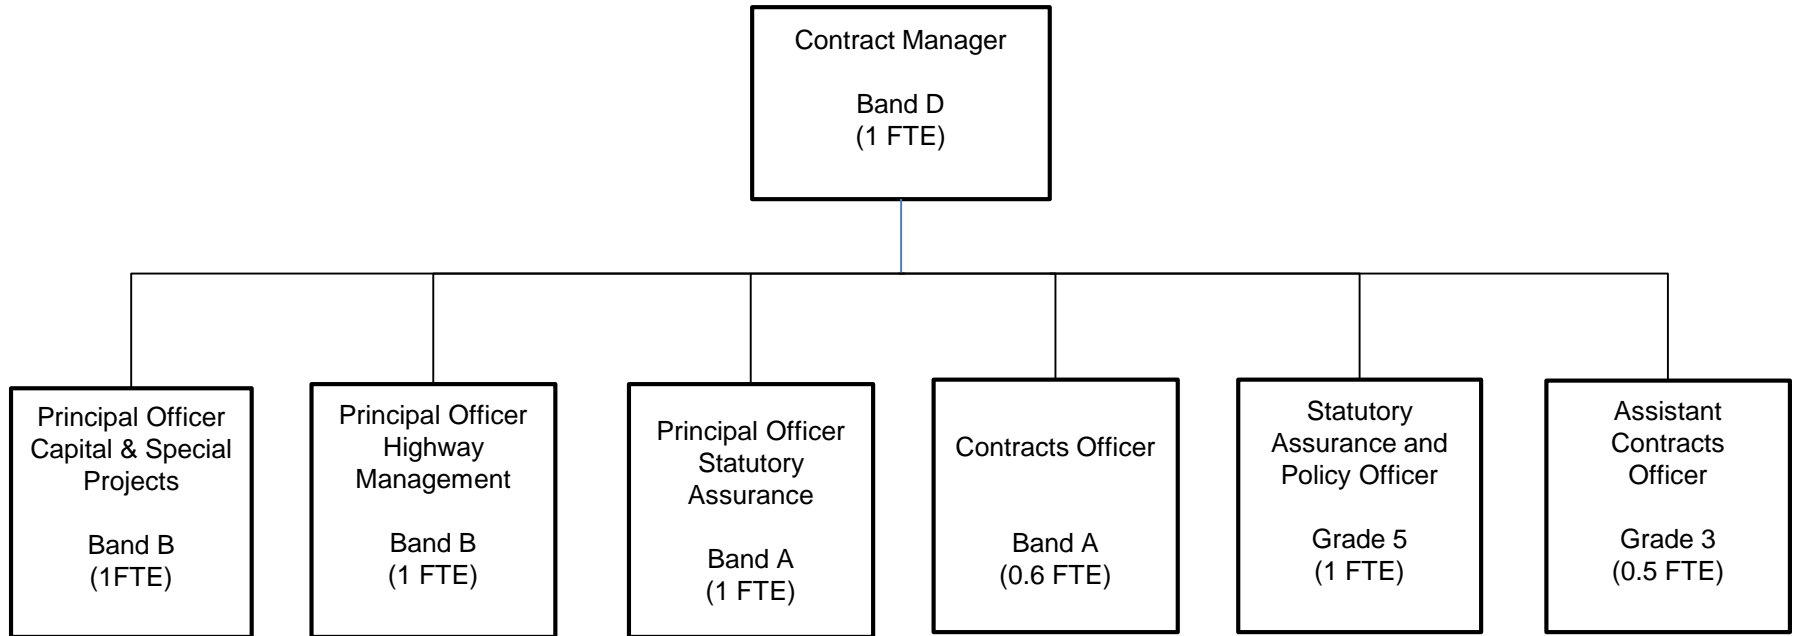 Contract Manager
Band D
(1 FTE)
Principal Officer
Capital & Special
Projects
Band B
(1FTE)
Principal Officer
Highway
Management
Band B
(1 FTE)
Principal Officer
Statutory
Assurance
Band A
(1 FTE)
Contracts Officer
Band A
(0.6 FTE)
Statutory
Assurance and
Policy Officer
Grade 5
(1 FTE)
Assistant
Contracts
Officer
Grade 3
(0.5 FTE)